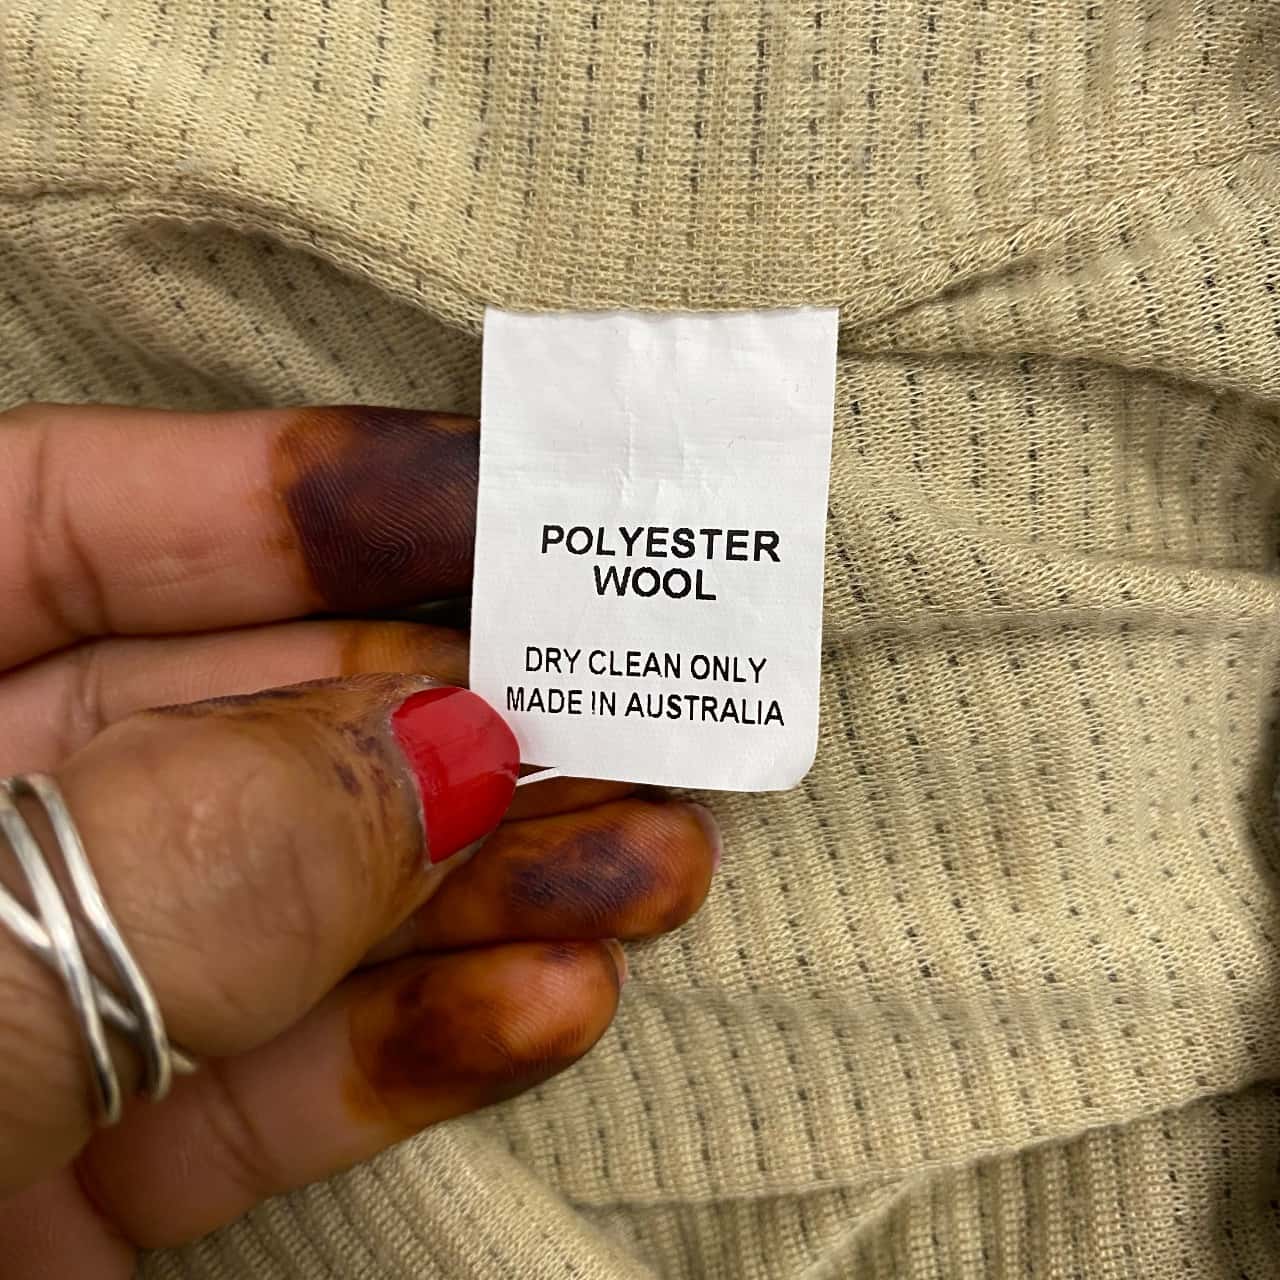 POLYESTER
WOOL
DRY CLEAN ONLY
MADE IN AUSTRALIA